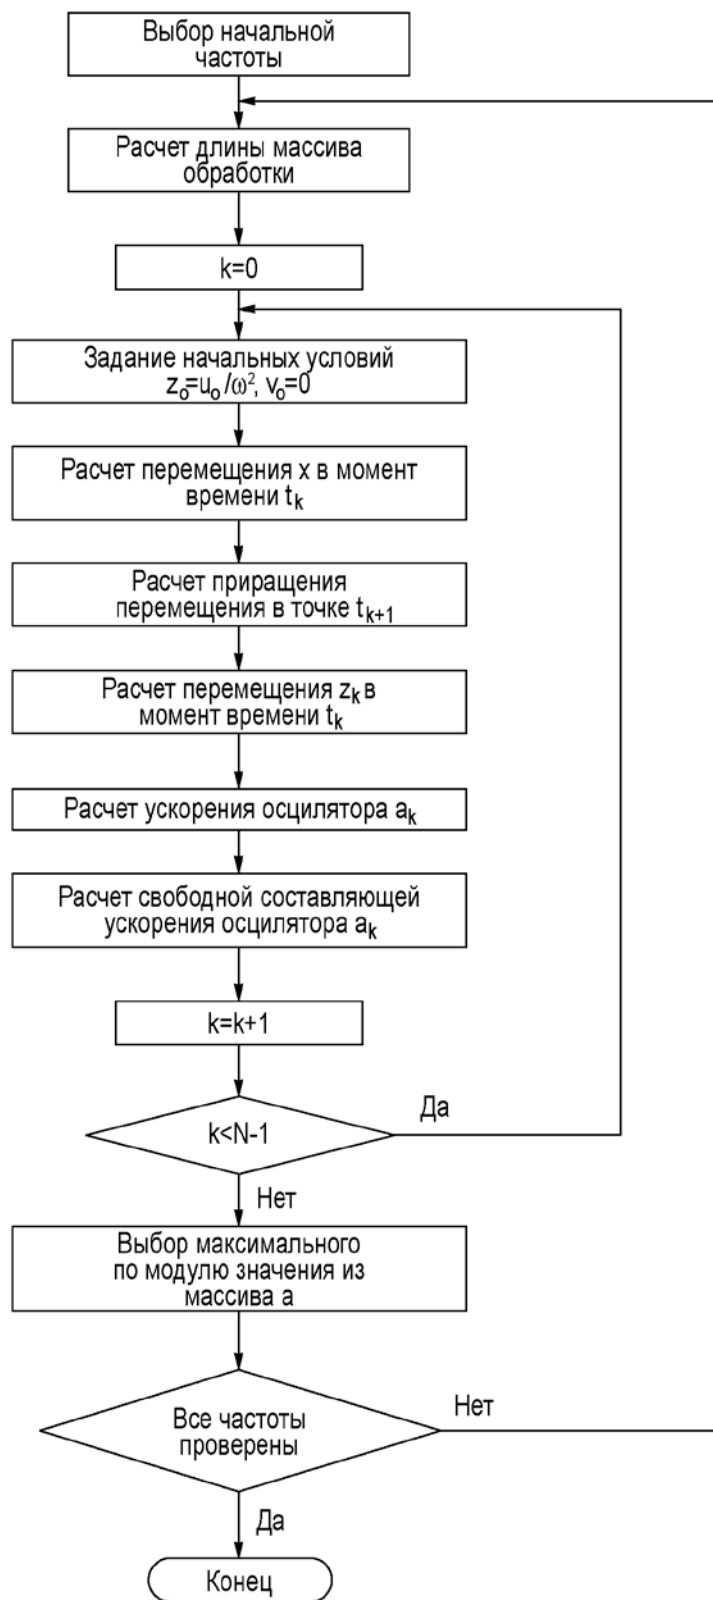 Выбор начальной
частоты
Расчет длины массива
обработки
k=0
Задание начальных условий
zₒ=uₒ/ω², vₒ=0
Расчет перемещения x в момент
времени tₖ
Расчет приращения
перемещения в точке tₖ₊₁
Расчет перемещения zₖ в
момент времени tₖ
Расчет ускорения осцилятора aₖ
Расчет свободной составляющей
ускорения осцилятора aₖ
k=k+1
Да
k<N-1
Нет
Выбор максимального
по модулю значения из
массива a
Нет
Все частоты
проверены
Да
Конец